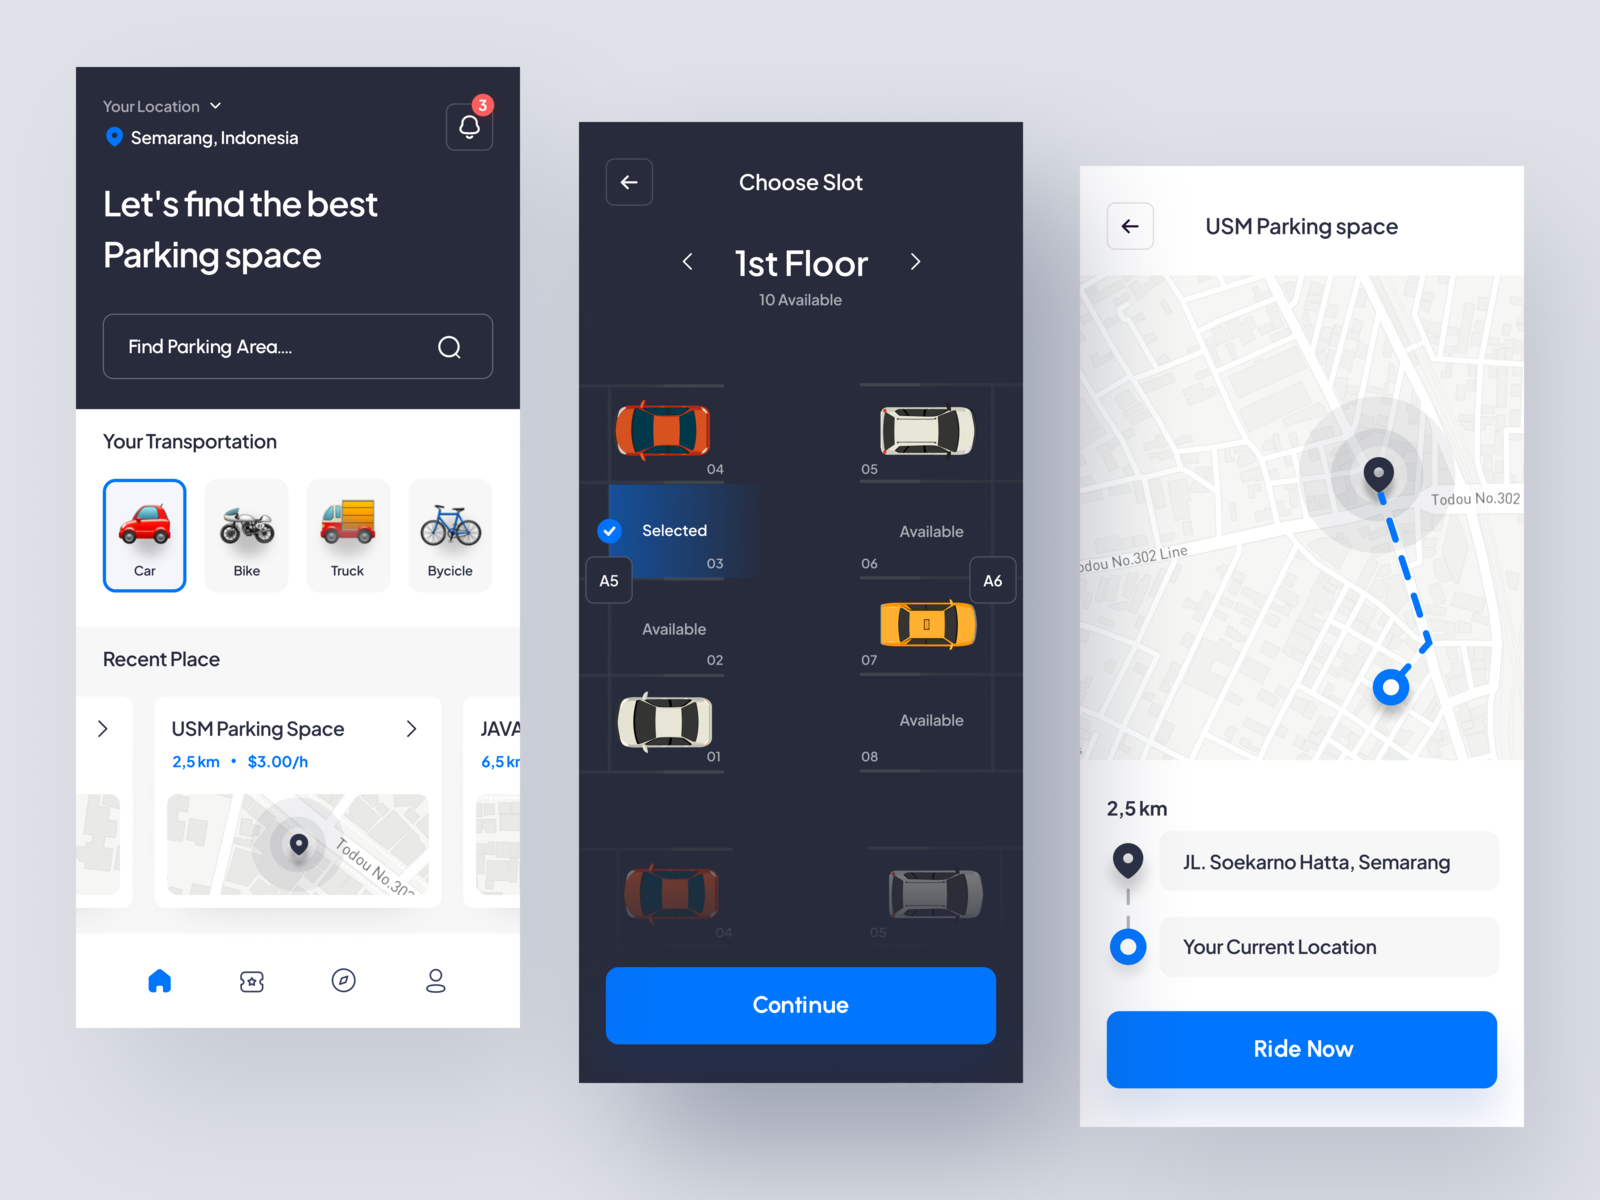 Your Location
3
Semarang, Indonesia
Let's find the best
Parking space
Find Parking Area....
Your Transportation
Car
Bike
Truck
Bycicle
Recent Place
USM Parking Space
2,5 km • $3.00/h
Todou No.302
JAVA
6,5 k
Choose Slot
1st Floor
10 Available
04
05
Selected
03
Available
06
A5
A6
Available
02
07
01
Available
08
04
05
Continue
USM Parking space
Todou No.302
odou No.302 Line
2,5 km
JL. Soekarno Hatta, Semarang
Your Current Location
Ride Now